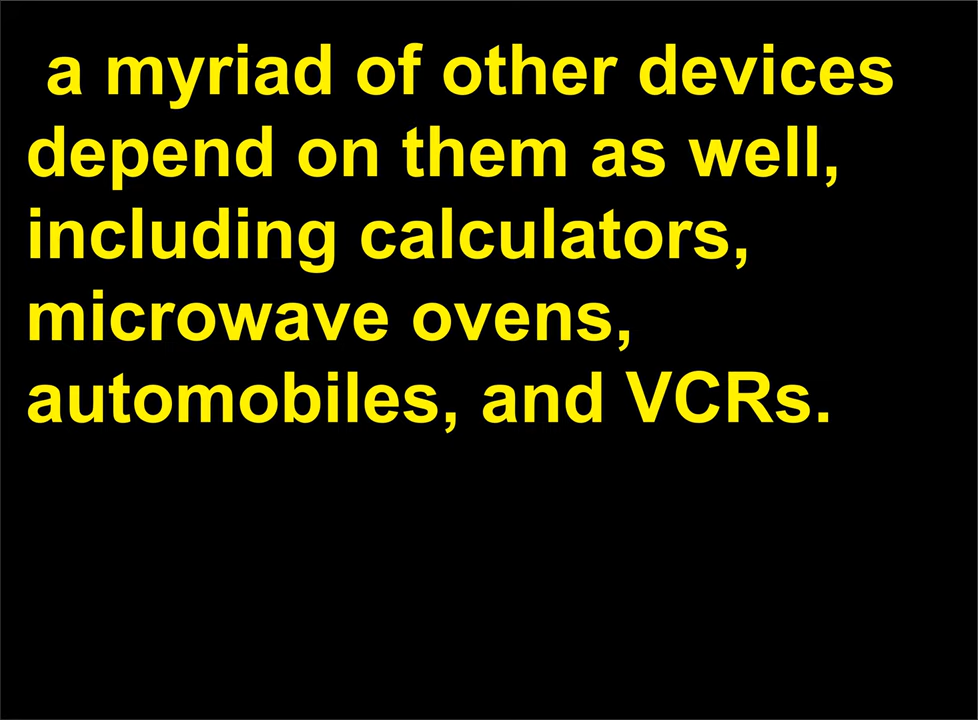 a myriad of other devices
depend on them as well,
including calculators,
microwave ovens,
automobiles, and VCRs.